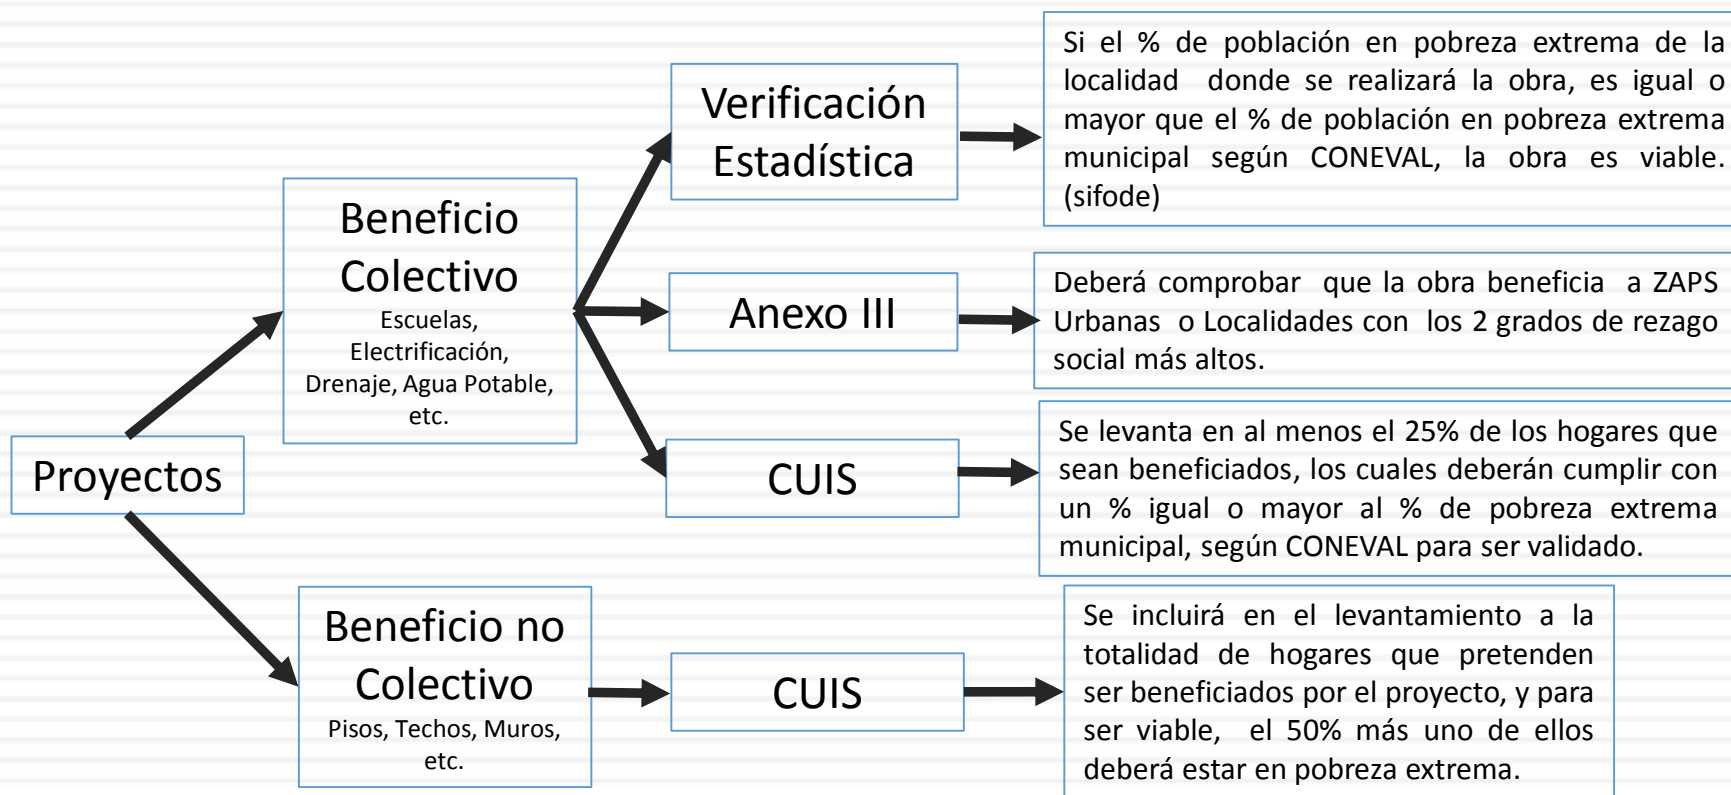 Proyectos
Beneficio
Colectivo
Escuelas,
Electrificación,
Drenaje, Agua Potable,
etc.
Verificación
Estadística
Si el % de población en pobreza extrema de la
localidad donde se realizará la obra, es igual o
mayor que el % de población en pobreza extrema
municipal según CONEVAL, la obra es viable.
(sifode)
Anexo III
Deberá comprobar que la obra beneficia a ZAPS
Urbanas o Localidades con los 2 grados de rezago
social más altos.
CUIS
Se levanta en al menos el 25% de los hogares que
sean beneficiados, los cuales deberán cumplir con
un % igual o mayor al % de pobreza extrema
municipal, según CONEVAL para ser validado.
Beneficio no
Colectivo
Pisos, Techos, Muros,
etc.
CUIS
Se incluirá en el levantamiento a la
totalidad de hogares que pretenden
ser beneficiados por el proyecto, y para
ser viable, el 50% más uno de ellos
deberá estar en pobreza extrema.